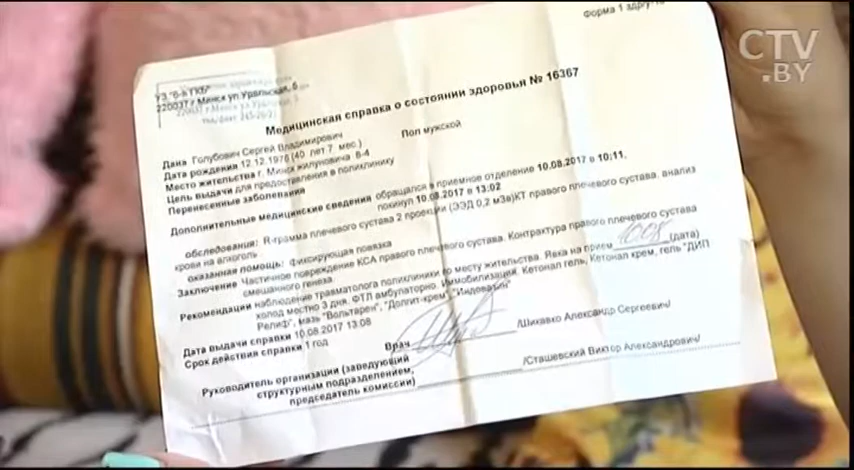 CTV
.BY
Форма 1 здр/у-10
УЗ "6-я ГКБ"
220037 г Минск ул Уральская, 5
Медицинская справка о состоянии здоровья № 16367
Дана Голубович Сергей Владимирович Пол мужской
Дата рождения 12.12.1976 (40 лет 7 мес.)
Место жительства г. Минск жилуновича 8-4
Цель выдачи для предоставления в поликлинику
Перенесенные заболевания
Дополнительные медицинские сведения обращался в приемное отделение 10.08.2017 в 10:11,
покинул 10.08.2017 в 13:02
обследования: R-грамма плечевого сустава 2 проекции (ЭЭД 0,2 мЗв)КТ правого плечевого сустава, анализ
крови на алкоголь
оказанная помощь: фиксирующая повязка
Заключение Частичное повреждение КСА правого плечевого сустава. Контрактура правого плечевого сустава
смешанного генеза.
Рекомендации наблюдение травматолога поликлиники по месту жительства. Явка на прием (дата)
холод местно 3 дня. ФТЛ амбулаторно. Иммобилизация. Кетонал гель, Кетонал крем, гель "ДИП
Релиф", мазь "Вольтарен", "Долгит-крем", "Индовазин"
Дата выдачи справки 10.08.2017 13:08
Срок действия справки 1 год
Врач /Шикавко Александр Сергеевич/
Руководитель организации (заведующий
структурным подразделением,
председатель комиссии) /Сташевский Виктор Александрович/